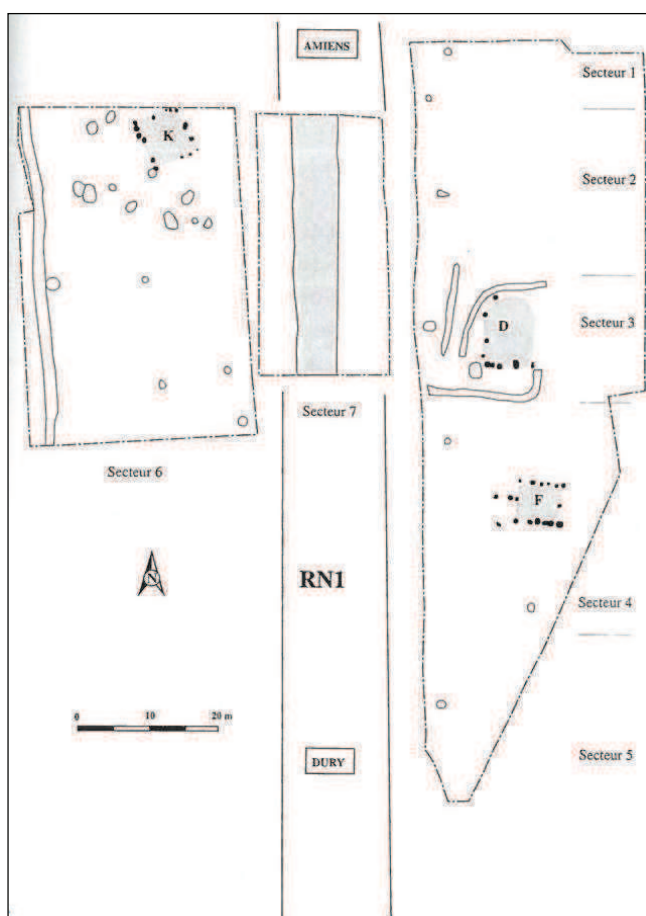 AMIENS
Secteur 1
K
Secteur 2
D
Secteur 3
Secteur 7
Secteur 6
F
N
RN1
Secteur 4
0 10 20 m
DURY
Secteur 5